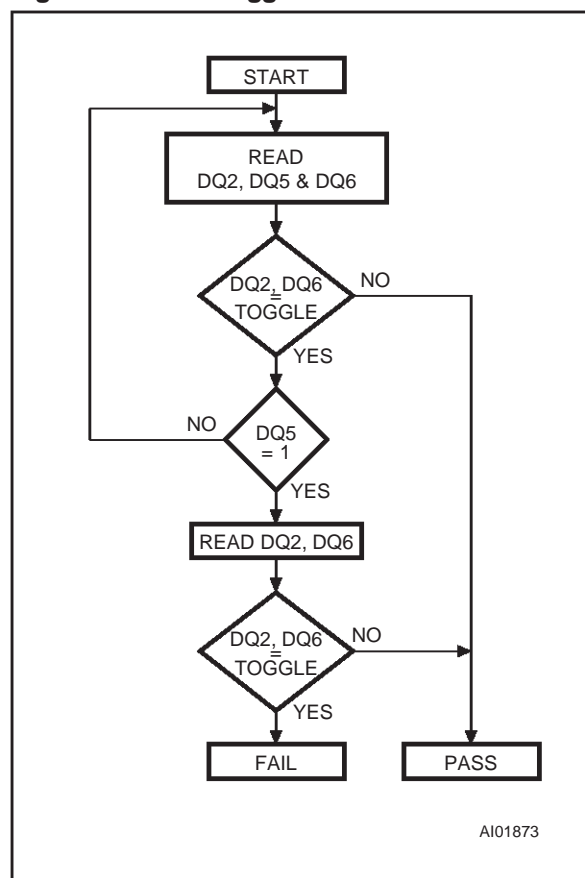 START
READ
DQ2, DQ5 & DQ6
DQ2, DQ6
=
TOGGLE
NO
YES
NO
DQ5
= 1
YES
READ DQ2, DQ6
DQ2, DQ6
=
TOGGLE
NO
YES
FAIL
PASS
AI01873